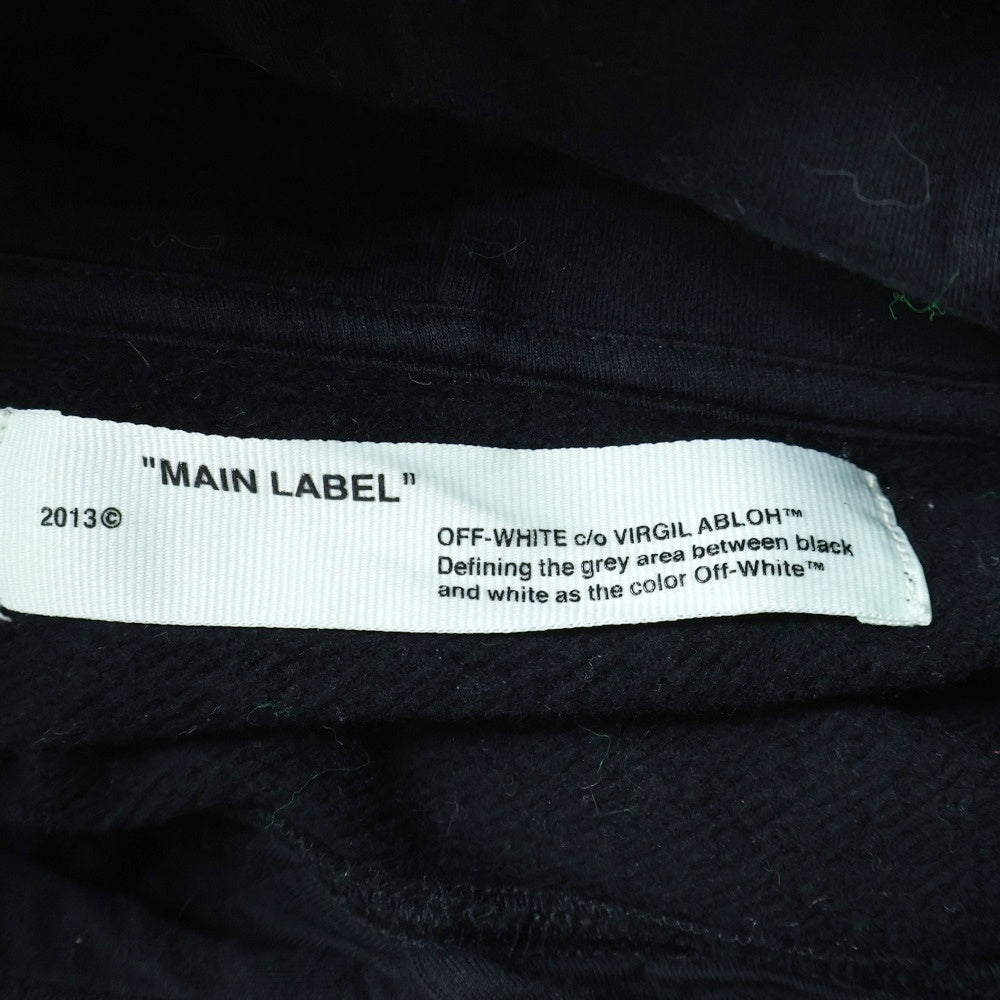 "MAIN LABEL"
2013©
OFF-WHITE c/o VIRGIL ABLOH™
Defining the grey area between black
and white as the color Off-White™